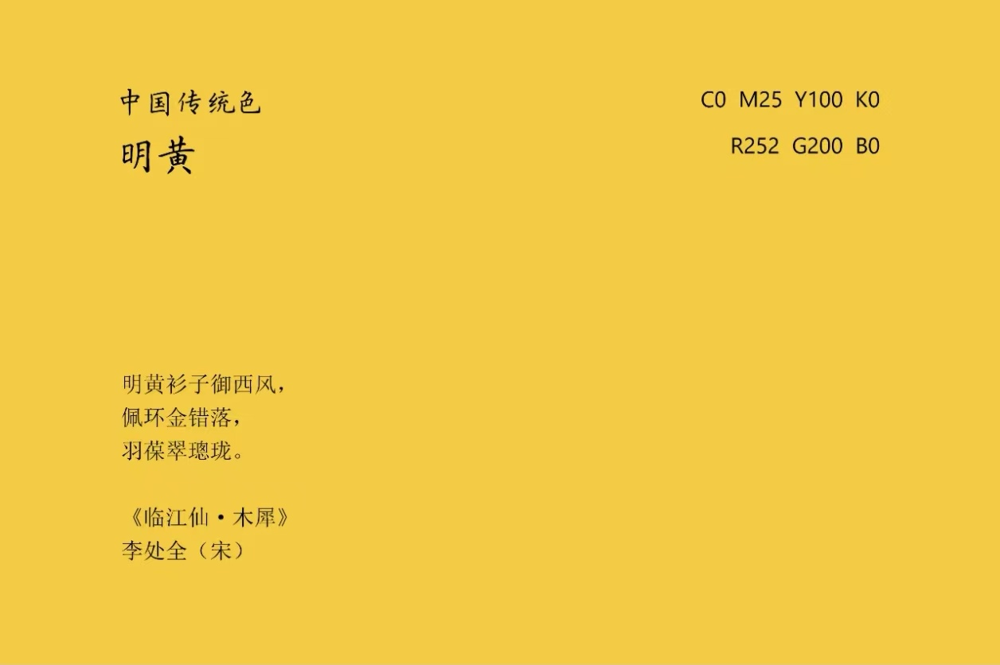 中国传统色
明黄
C0 M25 Y100 K0
R252 G200 B0
明黄衫子御西风，
佩环金错落，
羽葆翠璁珑。
《临江仙·木犀》
李处全（宋）